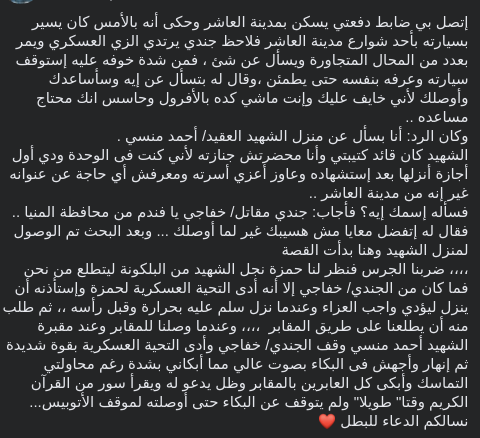 إتصل بي ضابط دفعتي يسكن بمدينة العاشر وحكى أنه بالأمس كان يسير
بسيارته بأحد شوارع مدينة العاشر فلاحظ جندي يرتدي الزي العسكري ويمر
بعدد من المحال المتجاورة ويسأل عن شئ ، فمن شدة خوفه عليه إستوقف
سيارته وعرفه بنفسه حتى يطمئن ،وقال له بتسأل عن إيه وسأساعدك
وأوصلك لأني خايف عليك وإنت ماشي كده بالأفرول وحاسس انك محتاج
مساعده ..
وكان الرد: أنا بسأل عن منزل الشهيد العقيد/ أحمد منسي .
الشهيد كان قائد كتيبتي وأنا محضرتش جنازته لأني كنت فى الوحدة ودي أول
أجازة أنزلها بعد إستشهاده وعاوز أعزي أسرته ومعرفش أي حاجة عن عنوانه
غير إنه من مدينة العاشر ..
فسأله إسمك إيه؟ فأجاب: جندي مقاتل/ خفاجي يا فندم من محافظة المنيا ..
فقال له إتفضل معايا مش هسيبك غير لما أوصلك ... وبعد البحث تم الوصول
لمنزل الشهيد وهنا بدأت القصة
،،،، ضربنا الجرس فنظر لنا حمزة نجل الشهيد من البلكونة ليتطلع من نحن
فما كان من الجندي/ خفاجي إلا أنه أدى التحية العسكرية لحمزة وإستأذنه أن
ينزل ليؤدي واجب العزاء وعندما نزل سلم عليه بحرارة وقبل رأسه ،، ثم طلب
منه أن يطلعنا على طريق المقابر ،،،، وعندما وصلنا للمقابر وعند مقبرة
الشهيد أحمد منسي وقف الجندي/ خفاجي وأدى التحية العسكرية بقوة شديدة
ثم إنهار وأجهش فى البكاء بصوت عالي مما أبكاني بشدة رغم محاولتي
التماسك وأبكى كل العابرين بالمقابر وظل يدعو له ويقرأ سور من القرآن
الكريم وقتا" طويلا" ولم يتوقف عن البكاء حتى أوصلته لموقف الأتوبيس...
نسالكم الدعاء للبطل ❤️